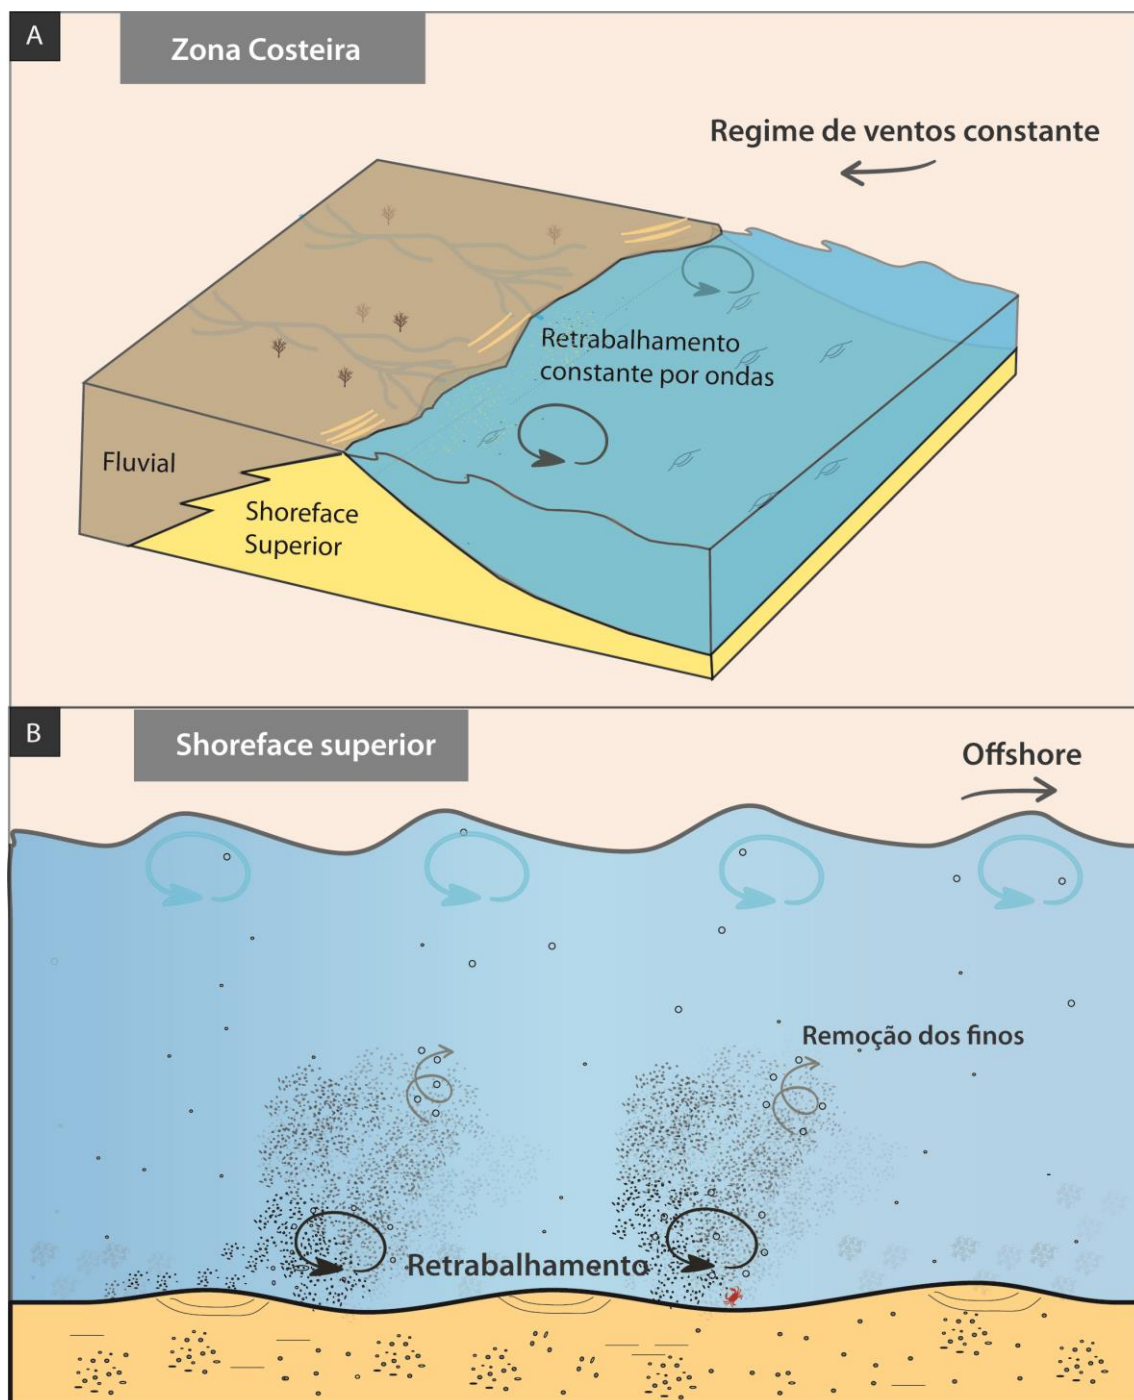 A
Zona Costeira
Regime de ventos constante
Retrabalhamento
constante por ondas
Fluvial
Shoreface
Superior
B
Shoreface superior
Offshore
Remoção dos finos
Retrabalhamento